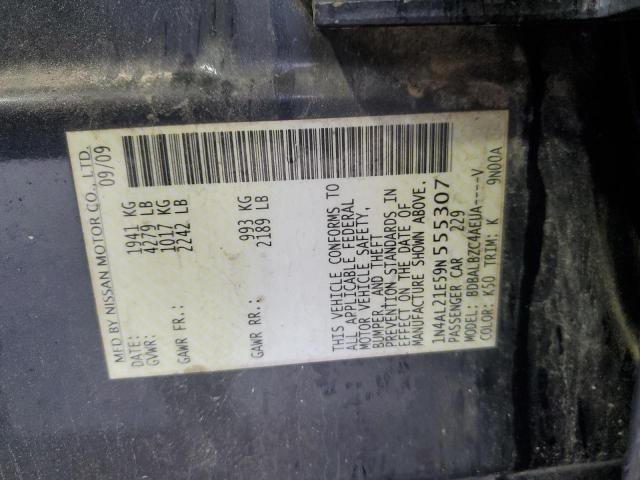 MFD BY NISSAN MOTOR CO., LTD.
DATE: 09/09
GVWR: 1941 KG
4279 LB
GAWR FR: 1017 KG
2242 LB
GAWR RR: 993 KG
2189 LB
THIS VEHICLE CONFORMS TO
ALL APPLICABLE FEDERAL
MOTOR VEHICLE SAFETY,
BUMPER, AND THEFT
PREVENTION STANDARDS IN
EFFECT ON THE DATE OF
MANUFACTURE SHOWN ABOVE.
1N4AL21E59N555307
PASSENGER CAR 229
MODEL: BDBALBZC4AEUA----V
COLOR: K50 TRIM: K 9N00A